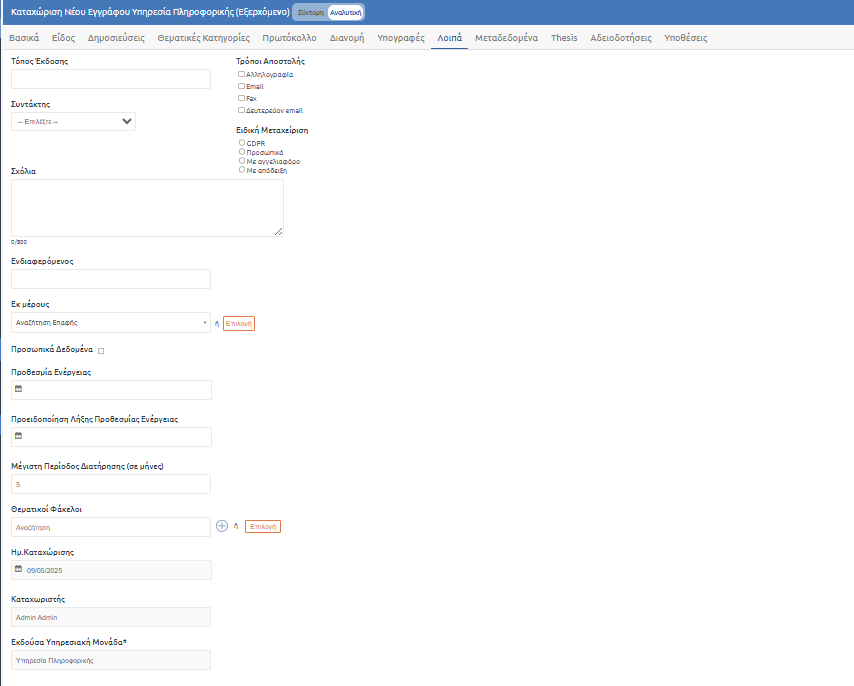 Καταχώριση Νέου Εγγράφου Υπηρεσία Πληροφορικής (Εξερχόμενο) Σύντομη Αναλυτική
Βασικά Είδος Δημοσιεύσεις Θεματικές Κατηγορίες Πρωτόκολλο Διανομή Υπογραφές Λοιπά Μεταδεδομένα Thesis Αδειοδοτήσεις Υποθέσεις
Τόπος Έκδοσης
Τρόποι Αποστολής
Αλληλογραφία
Email
Fax
Δευτερεύον email
Συντάκτης
-- Επιλέξτε --
Ειδική Μεταχείριση
GDPR
Προσωπικό
Με αγγελιαφόρο
Με απόδειξη
Σχόλια
0/500
Ενδιαφερόμενος
Εκ μέρους
Αναζήτηση Επαφής ή Επιλογή
Προσωπικά Δεδομένα
Προθεσμία Ενέργειας
Προειδοποίηση Λήξης Προθεσμίας Ενέργειας
Μέγιστη Περίοδος Διατήρησης (σε μήνες)
5
Θεματικοί Φάκελοι
Αναζήτηση ή Επιλογή
Ημ.Καταχώρισης
09/05/2025
Καταχωριστής
Admin Admin
Εκδούσα Υπηρεσιακή Μονάδα*
Υπηρεσία Πληροφορικής